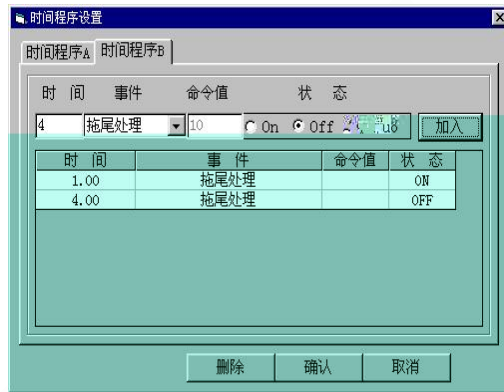 时间程序设置
时间程序A 时间程序B
时 间 事件 命令值 状 态
4 拖尾处理 10 On Off 加入
时 间 事 件 命令值 状 态
1.00 拖尾处理 ON
4.00 拖尾处理 OFF
删除 确认 取消